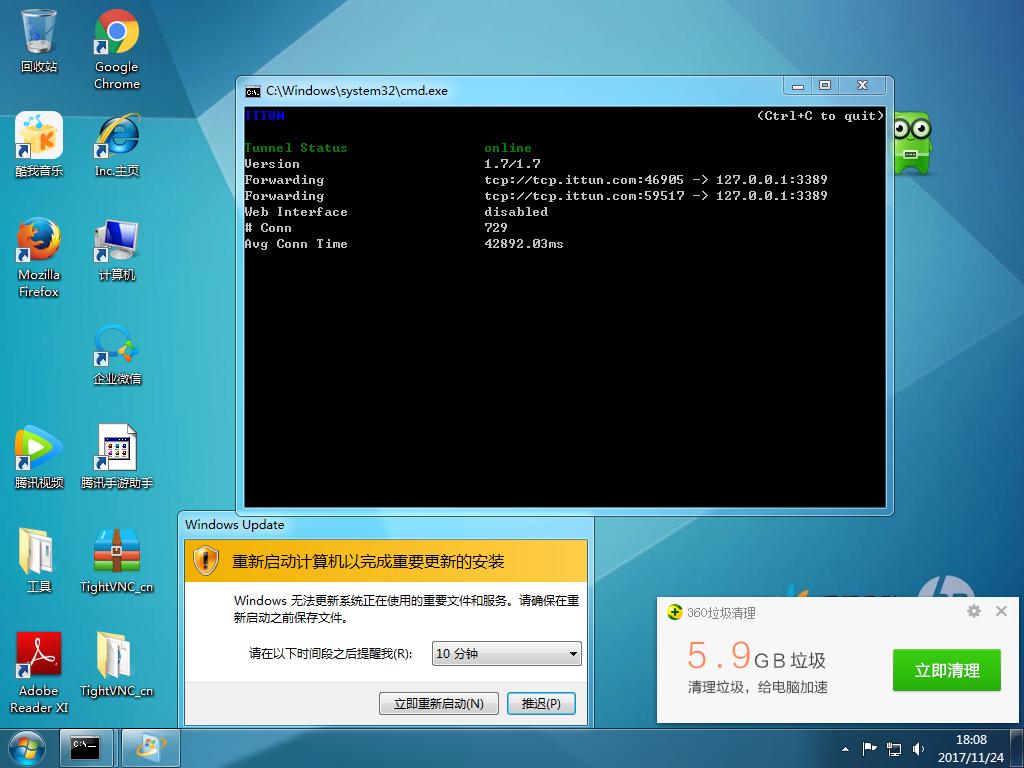 回收站
Google
Chrome
酷我音乐
Inc.主页
Mozilla
Firefox
计算机
企业微信
腾讯视频
腾讯手游助手
工具
TightVNC_cn
Adobe
Reader XI
TightVNC_cn
C:\Windows\system32\cmd.exe
ITTUN (Ctrl+C to quit)
Tunnel Status online
Version 1.7/1.7
Forwarding tcp://tcp.ittun.com:46905 -> 127.0.0.1:3389
Forwarding tcp://tcp.ittun.com:59517 -> 127.0.0.1:3389
Web Interface disabled
# Conn 729
Avg Conn Time 42892.03ms
Windows Update
重新启动计算机以完成重要更新的安装
Windows 无法更新系统正在使用的重要文件和服务。请确保在重
新启动之前保存文件。
请在以下时间段之后提醒我(R): 10 分钟
立即重新启动(N) 推迟(P)
360垃圾清理
5.9GB垃圾
清理垃圾，给电脑加速
立即清理
C:\_
18:08
2017/11/24